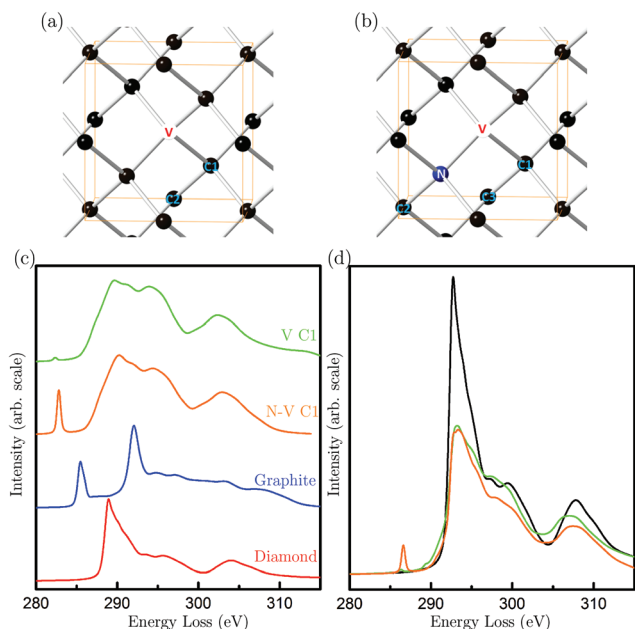 (a)
(b)
V
C1
C2
V
N
C1
C2
C3
(c)
(d)
V C1
N-V C1
Graphite
Diamond
Intensity (arb. scale)
280 290 300 310
Energy Loss (eV)
Intensity (arb. scale)
280 290 300 310
Energy Loss (eV)